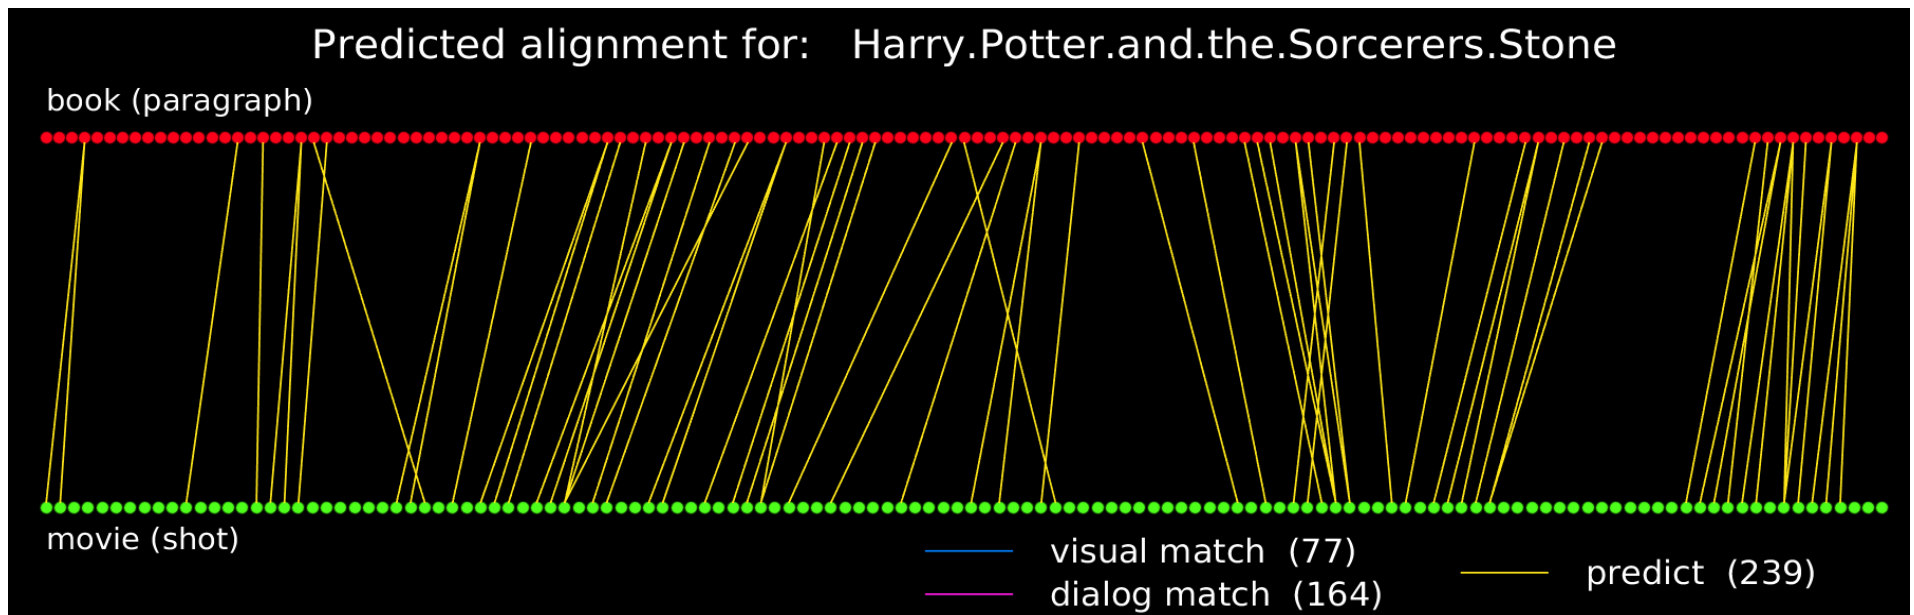 Predicted alignment for: Harry.Potter.and.the.Sorcerers.Stone
book (paragraph)
movie (shot)
visual match (77)
dialog match (164)
predict (239)